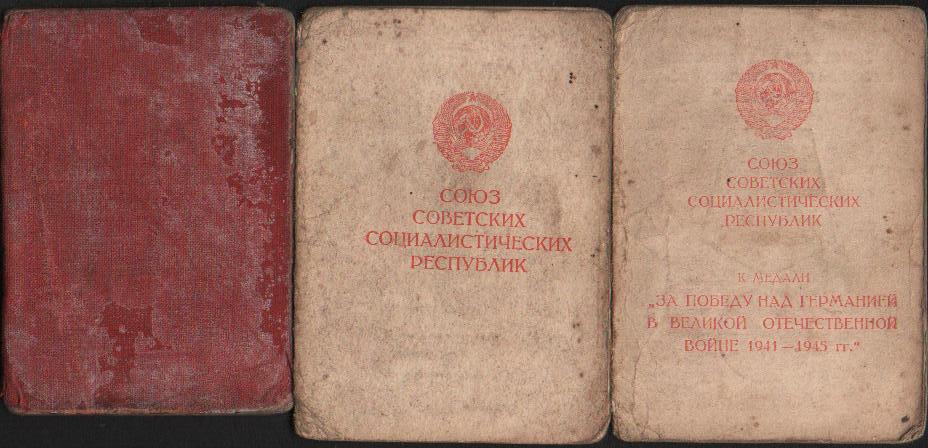 СОЮЗ
СОВЕТСКИХ
СОЦИАЛИСТИЧЕСКИХ
РЕСПУБЛИК
СОЮЗ
СОВЕТСКИХ
СОЦИАЛИСТИЧЕСКИХ
РЕСПУБЛИК
К МЕДАЛИ
„ЗА ПОБЕДУ НАД ГЕРМАНИЕЙ
В ВЕЛИКОЙ ОТЕЧЕСТВЕННОЙ
ВОЙНЕ 1941—1945 гг.“